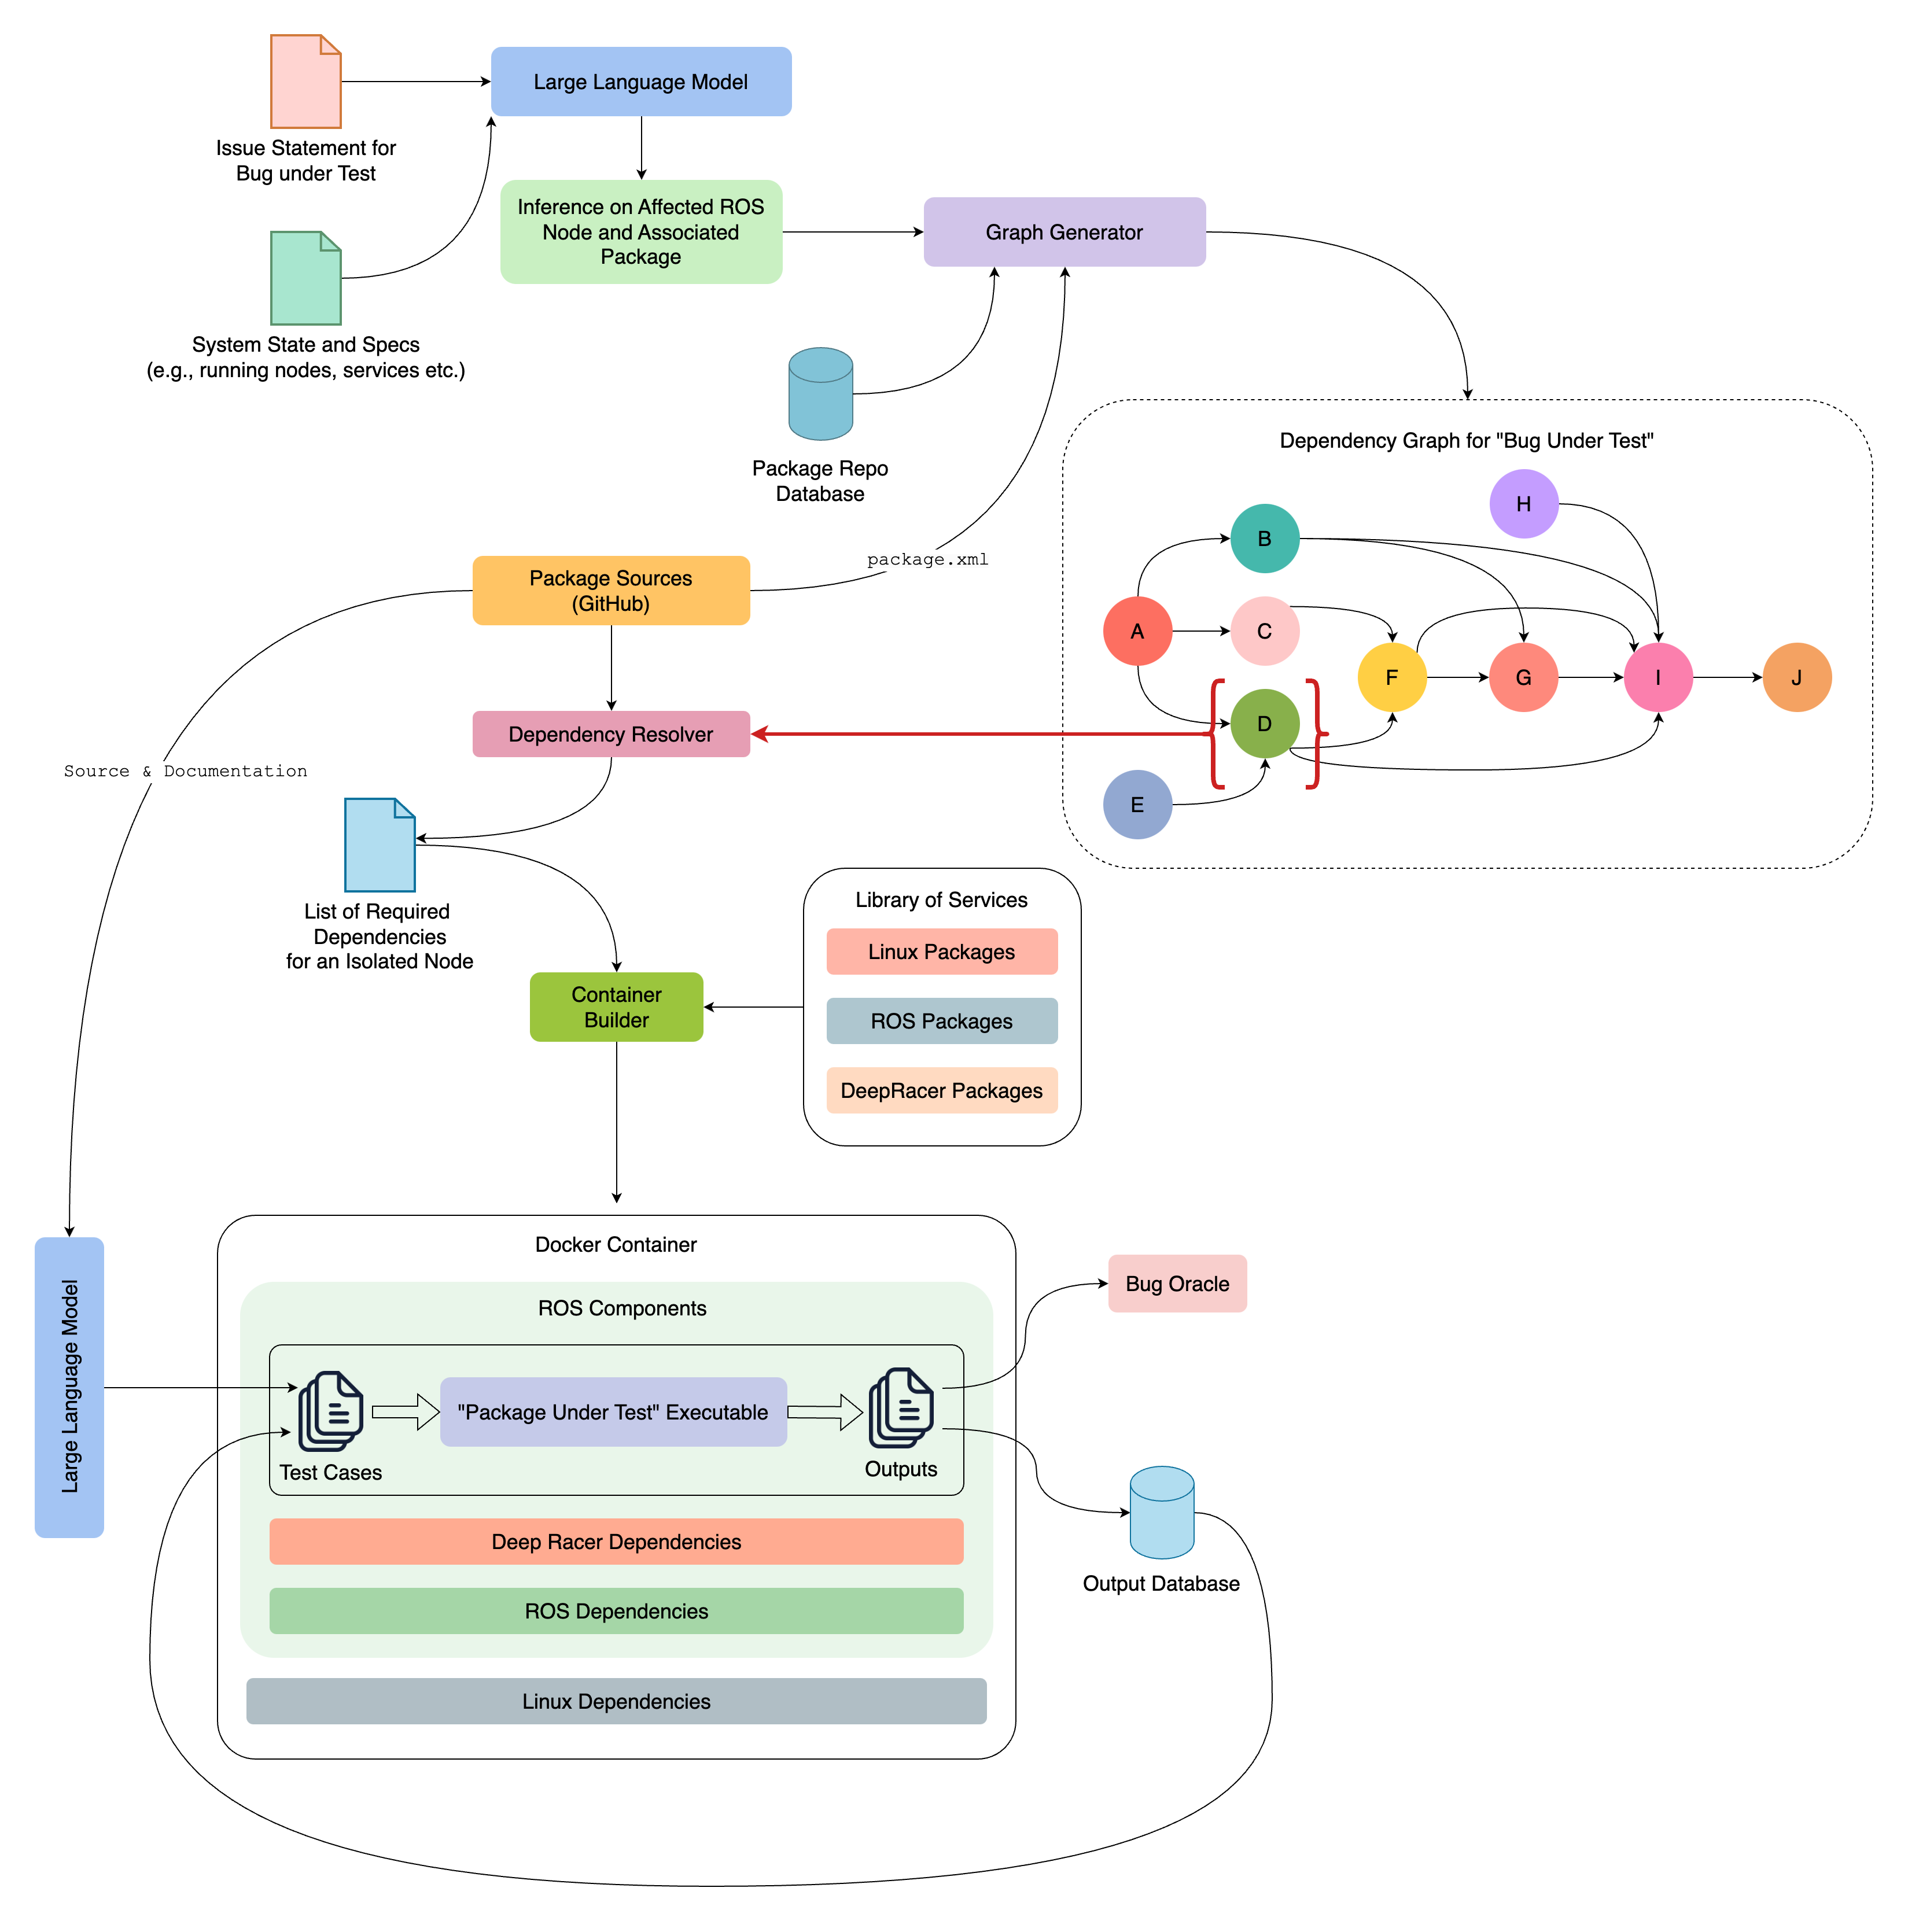 Large Language Model
Issue Statement for
Bug under Test
Inference on Affected ROS
Node and Associated
Package
Graph Generator
System State and Specs
(e.g., running nodes, services etc.)
Package Repo
Database
Dependency Graph for "Bug Under Test"
H
B
A
C
F
G
I
J
D
E
package.xml
Package Sources
(GitHub)
Dependency Resolver
Source & Documentation
List of Required
Dependencies
for an Isolated Node
Library of Services
Linux Packages
ROS Packages
DeepRacer Packages
Container
Builder
Large Language Model
Docker Container
ROS Components
"Package Under Test" Executable
Test Cases
Outputs
Deep Racer Dependencies
ROS Dependencies
Linux Dependencies
Bug Oracle
Output Database